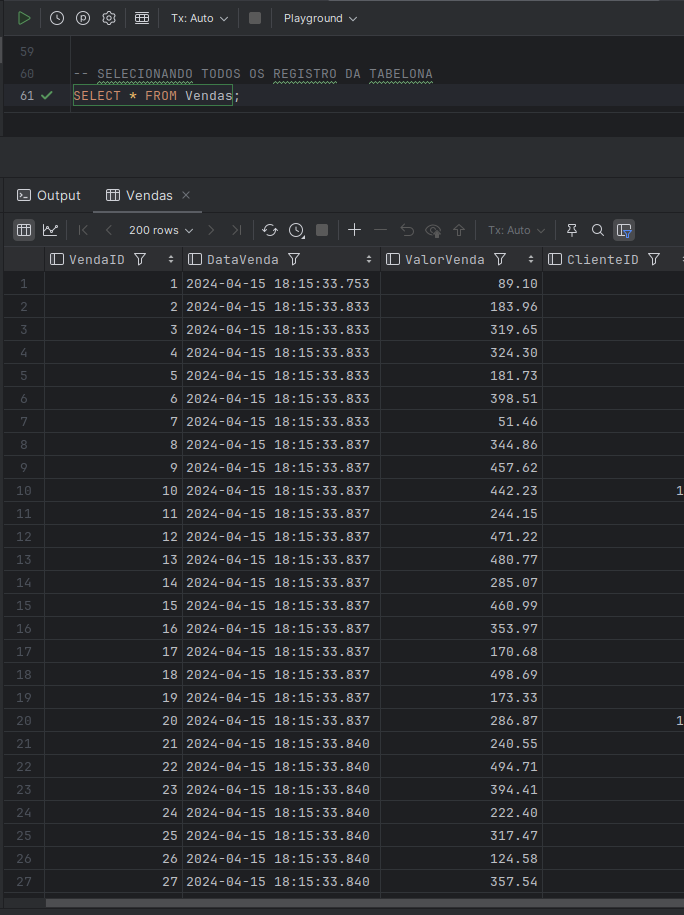 Tx: Auto Playground
59
60 -- SELECIONANDO TODOS OS REGISTRO DA TABELONA
61 SELECT * FROM Vendas;
Output Vendas
200 rows Tx: Auto
VendaID DataVenda ValorVenda ClienteID
1 1 2024-04-15 18:15:33.753 89.10
2 2 2024-04-15 18:15:33.833 183.96
3 3 2024-04-15 18:15:33.833 319.65
4 4 2024-04-15 18:15:33.833 324.30
5 5 2024-04-15 18:15:33.833 181.73
6 6 2024-04-15 18:15:33.833 398.51
7 7 2024-04-15 18:15:33.833 51.46
8 8 2024-04-15 18:15:33.837 344.86
9 9 2024-04-15 18:15:33.837 457.62
10 10 2024-04-15 18:15:33.837 442.23 1
11 11 2024-04-15 18:15:33.837 244.15
12 12 2024-04-15 18:15:33.837 471.22
13 13 2024-04-15 18:15:33.837 480.77
14 14 2024-04-15 18:15:33.837 285.07
15 15 2024-04-15 18:15:33.837 460.99
16 16 2024-04-15 18:15:33.837 353.97
17 17 2024-04-15 18:15:33.837 170.68
18 18 2024-04-15 18:15:33.837 498.69
19 19 2024-04-15 18:15:33.837 173.33
20 20 2024-04-15 18:15:33.837 286.87 1
21 21 2024-04-15 18:15:33.840 240.55
22 22 2024-04-15 18:15:33.840 494.71
23 23 2024-04-15 18:15:33.840 394.41
24 24 2024-04-15 18:15:33.840 222.40
25 25 2024-04-15 18:15:33.840 317.47
26 26 2024-04-15 18:15:33.840 124.58
27 27 2024-04-15 18:15:33.840 357.54